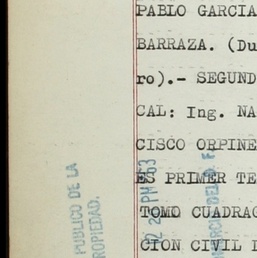 PABLO GARCIA
BARRAZA. (Du
ro).- SEGUND
CAL: Ing. NA
CISCO ORPINE
ES PRIMER TE
TOMO CUADRAG
CION CIVIL D
PUBLICO DE LA
ROPIEDAD.